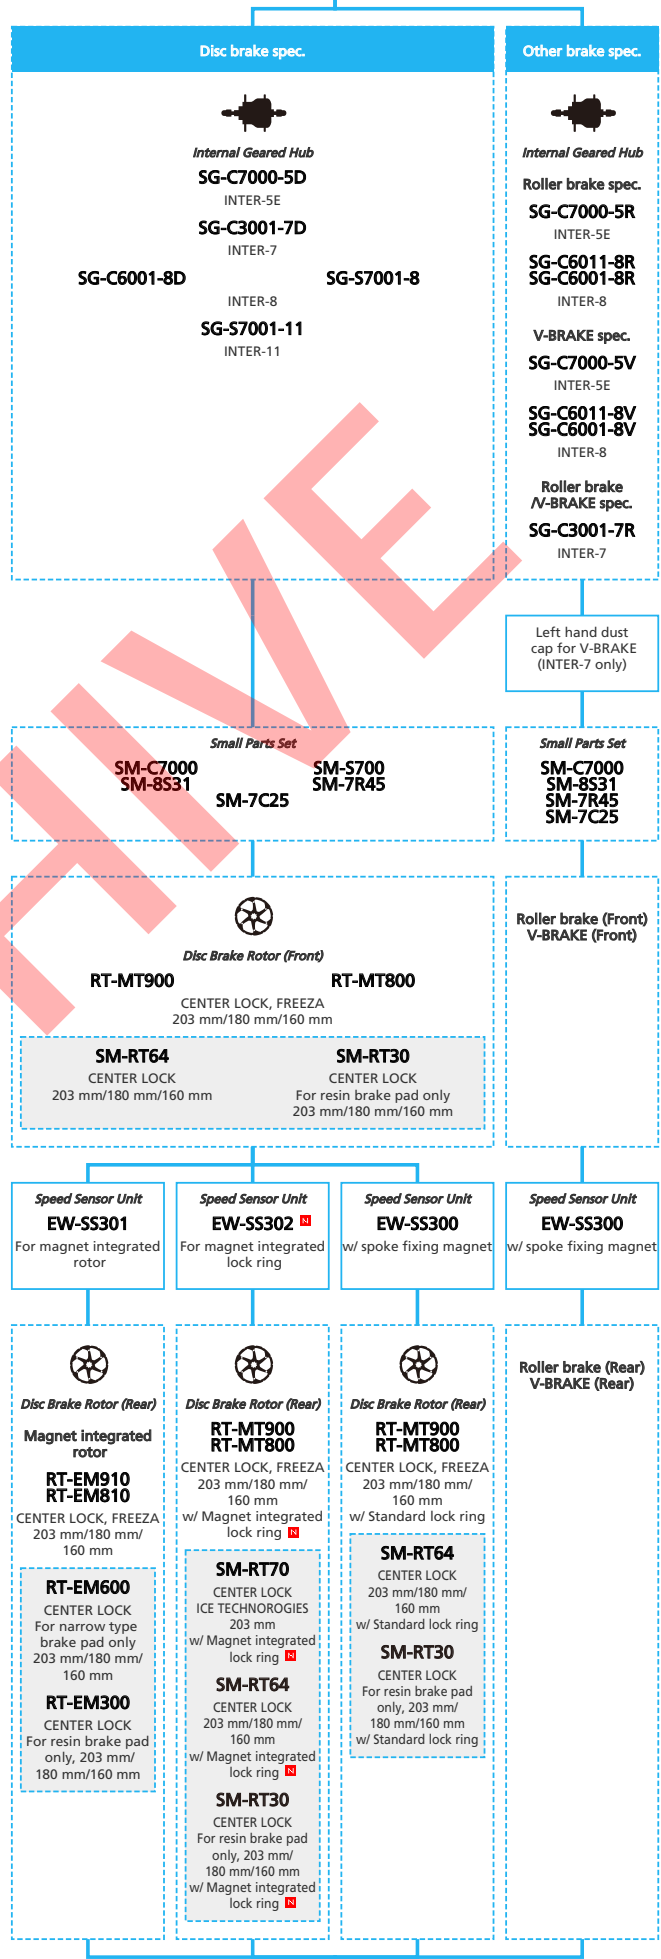 Disc brake spec.
Internal Geared Hub
SG-C7000-5D
INTER-5E
SG-C3001-7D
INTER-7
SG-C6001-8D SG-S7001-8
INTER-8
SG-S7001-11
INTER-11
Other brake spec.
Internal Geared Hub
Roller brake spec.
SG-C7000-5R
INTER-5E
SG-C6011-8R
SG-C6001-8R
INTER-8
V-BRAKE spec.
SG-C7000-5V
INTER-5E
SG-C6011-8V
SG-C6001-8V
INTER-8
Roller brake
/V-BRAKE spec.
SG-C3001-7R
INTER-7
Left hand dust
cap for V-BRAKE
(INTER-7 only)
Small Parts Set
SM-C7000 SM-S700
SM-8S31 SM-7R45
SM-7C25
Small Parts Set
SM-C7000
SM-8S31
SM-7R45
SM-7C25
Disc Brake Rotor (Front)
RT-MT900 RT-MT800
CENTER LOCK, FREEZA
203 mm/180 mm/160 mm
SM-RT64
CENTER LOCK
203 mm/180 mm/160 mm
SM-RT30
CENTER LOCK
For resin brake pad only
203 mm/180 mm/160 mm
Roller brake (Front)
V-BRAKE (Front)
Speed Sensor Unit
EW-SS301
For magnet integrated
rotor
Speed Sensor Unit
EW-SS302 N
For magnet integrated
lock ring
Speed Sensor Unit
EW-SS300
w/ spoke fixing magnet
Speed Sensor Unit
EW-SS300
w/ spoke fixing magnet
Disc Brake Rotor (Rear)
Magnet integrated
rotor
RT-EM910
RT-EM810
CENTER LOCK, FREEZA
203 mm/180 mm/
160 mm
RT-EM600
CENTER LOCK
For narrow type
brake pad only
203 mm/180 mm/
160 mm
RT-EM300
CENTER LOCK
For resin brake pad
only, 203 mm/
180 mm/160 mm
Disc Brake Rotor (Rear)
RT-MT900
RT-MT800
CENTER LOCK, FREEZA
203 mm/180 mm/
160 mm
w/ Magnet integrated
lock ring N
SM-RT70
CENTER LOCK
ICE TECHNOROGIES
203 mm
w/ Magnet integrated
lock ring N
SM-RT64
CENTER LOCK
203 mm/180 mm/
160 mm
w/ Magnet integrated
lock ring N
SM-RT30
CENTER LOCK
For resin brake pad
only, 203 mm/
180 mm/160 mm
w/ Magnet integrated
lock ring N
Disc Brake Rotor (Rear)
RT-MT900
RT-MT800
CENTER LOCK, FREEZA
203 mm/180 mm/
160 mm
w/ Standard lock ring
SM-RT64
CENTER LOCK
203 mm/180 mm/
160 mm
w/ Standard lock ring
SM-RT30
CENTER LOCK
For resin brake pad
only, 203 mm/
180 mm/160 mm
w/ Standard lock ring
Roller brake (Rear)
V-BRAKE (Rear)
HIVE